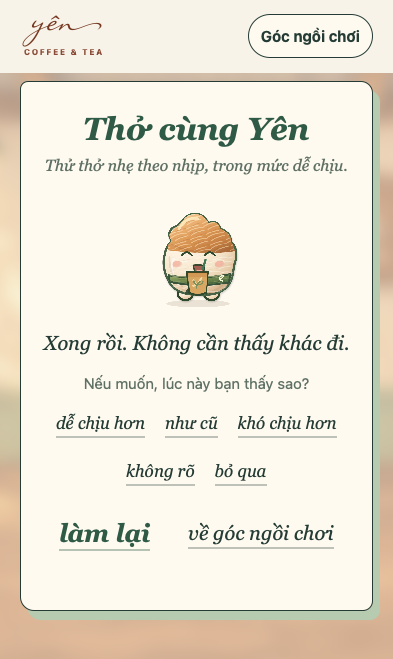 yên
COFFEE & TEA
Góc ngồi chơi
Thở cùng Yên
Thử thở nhẹ theo nhịp, trong mức dễ chịu.
Xong rồi. Không cần thấy khác đi.
Nếu muốn, lúc này bạn thấy sao?
dễ chịu hơn như cũ khó chịu hơn
không rõ bỏ qua
làm lại về góc ngồi chơi